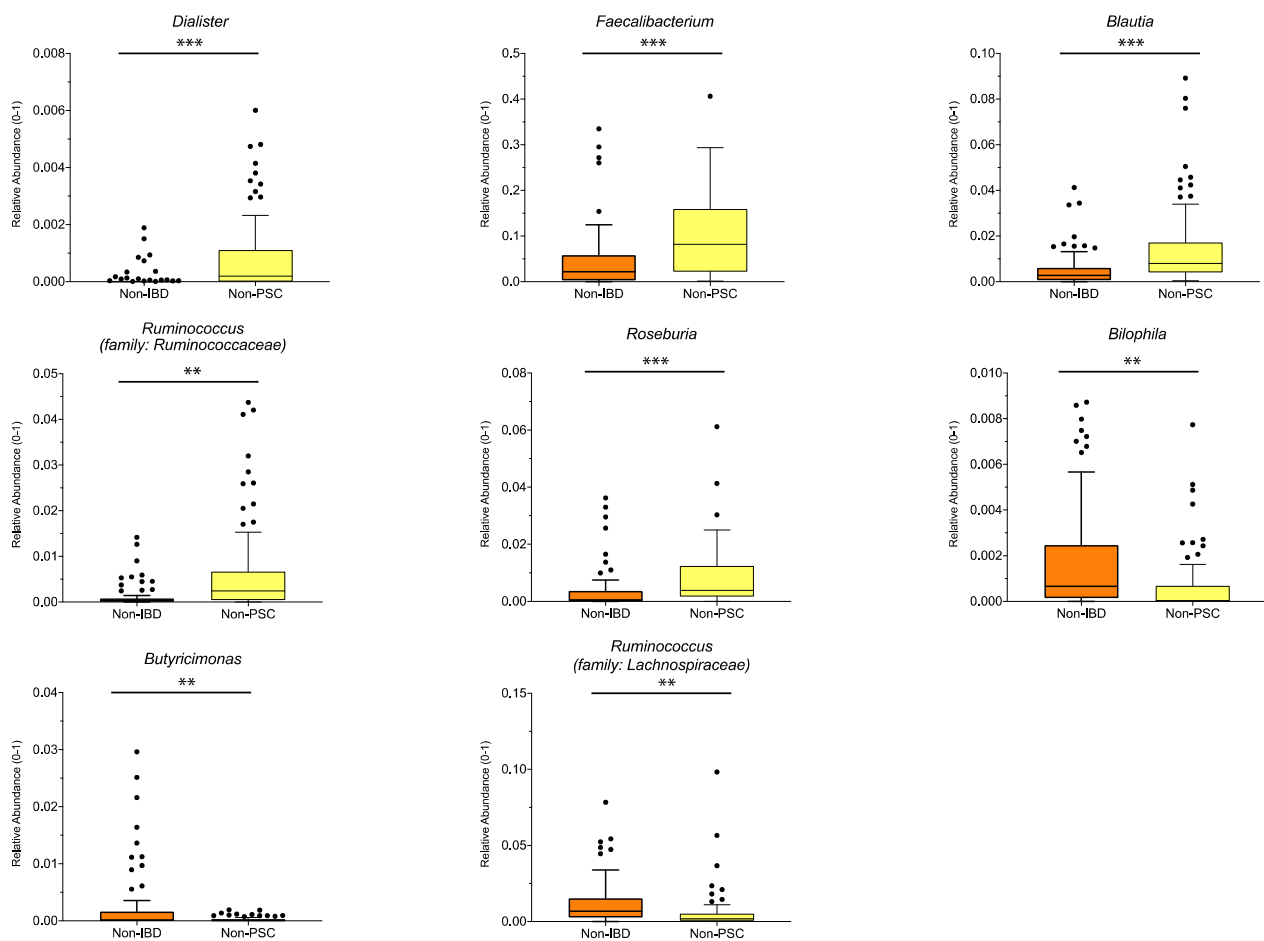 Dialister
***
Relative Abundance (0-1)
0.008
0.006
0.004
0.002
0.000
Non-IBD Non-PSC
Faecalibacterium
***
Relative Abundance (0-1)
0.5
0.4
0.3
0.2
0.1
0.0
Non-IBD Non-PSC
Blautia
***
Relative Abundance (0-1)
0.10
0.08
0.06
0.04
0.02
0.00
Non-IBD Non-PSC
Ruminococcus
(family: Ruminococcaceae)
**
Relative Abundance (0-1)
0.05
0.04
0.03
0.02
0.01
0.00
Non-IBD Non-PSC
Roseburia
***
Relative Abundance (0-1)
0.08
0.06
0.04
0.02
0.00
Non-IBD Non-PSC
Bilophila
**
Relative Abundance (0-1)
0.010
0.008
0.006
0.004
0.002
0.000
Non-IBD Non-PSC
Butyricimonas
**
Relative Abundance (0-1)
0.04
0.03
0.02
0.01
0.00
Non-IBD Non-PSC
Ruminococcus
(family: Lachnospiraceae)
**
Relative Abundance (0-1)
0.15
0.10
0.05
0.00
Non-IBD Non-PSC